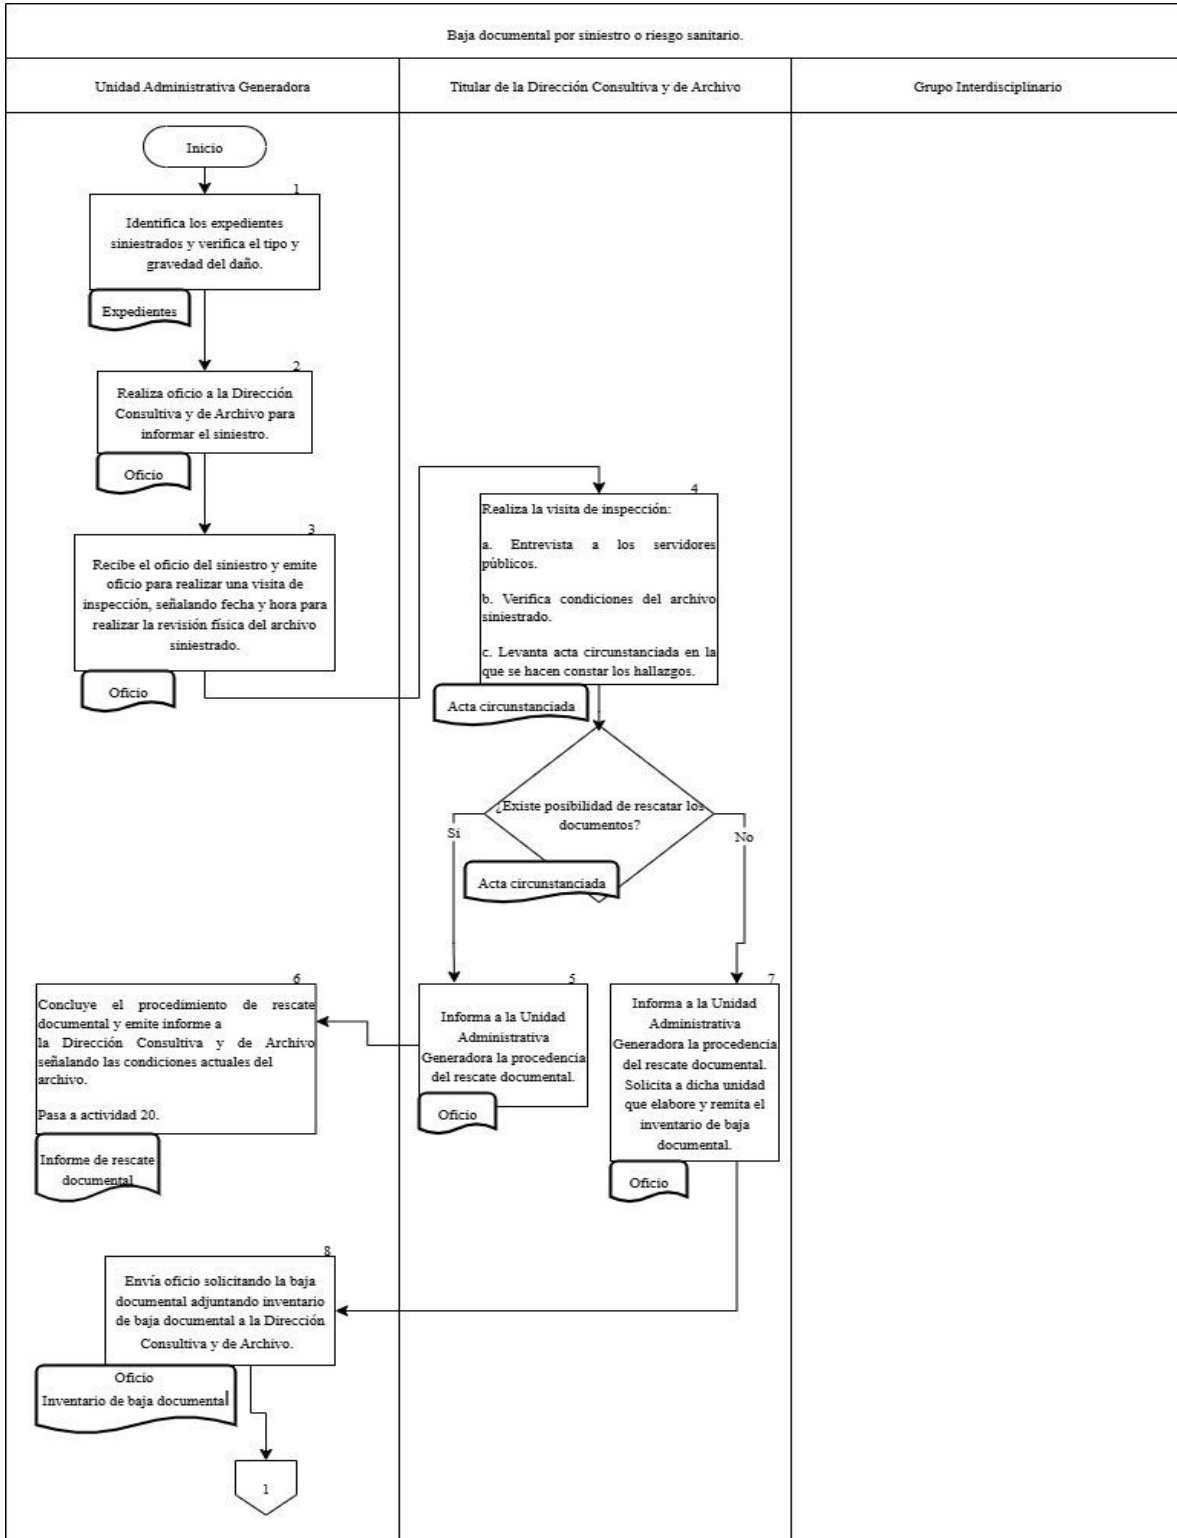 Baja documental por siniestro o riesgo sanitario.
Unidad Administrativa Generadora
Titular de la Dirección Consultiva y de Archivo
Grupo Interdisciplinario
Inicio
1
Identifica los expedientes
siniestrados y verifica el tipo y
gravedad del daño.
Expedientes
2
Realiza oficio a la Dirección
Consultiva y de Archivo para
informar el siniestro.
Oficio
3
Recibe el oficio del siniestro y emite
oficio para realizar una visita de
inspección, señalando fecha y hora para
realizar la revisión física del archivo
siniestrado.
Oficio
4
Realiza la visita de inspección:
a. Entrevista a los servidores
públicos.
b. Verifica condiciones del archivo
siniestrado.
c. Levanta acta circunstanciada en la
que se hacen constar los hallazgos.
Acta circunstanciada
¿Existe posibilidad de rescatar los
documentos?
Si
No
Acta circunstanciada
6
Concluye el procedimiento de rescate
documental y emite informe a
la Dirección Consultiva y de Archivo
señalando las condiciones actuales del
archivo.
Pasa a actividad 20.
Informe de rescate
documental
5
Informa a la Unidad
Administrativa
Generadora la procedencia
del rescate documental.
Oficio
7
Informa a la Unidad
Administrativa
Generadora la procedencia
del rescate documental.
Solicita a dicha unidad
que elabore y remita el
inventario de baja
documental.
Oficio
8
Envía oficio solicitando la baja
documental adjuntando inventario
de baja documental a la Dirección
Consultiva y de Archivo.
Oficio
Inventario de baja documental
1